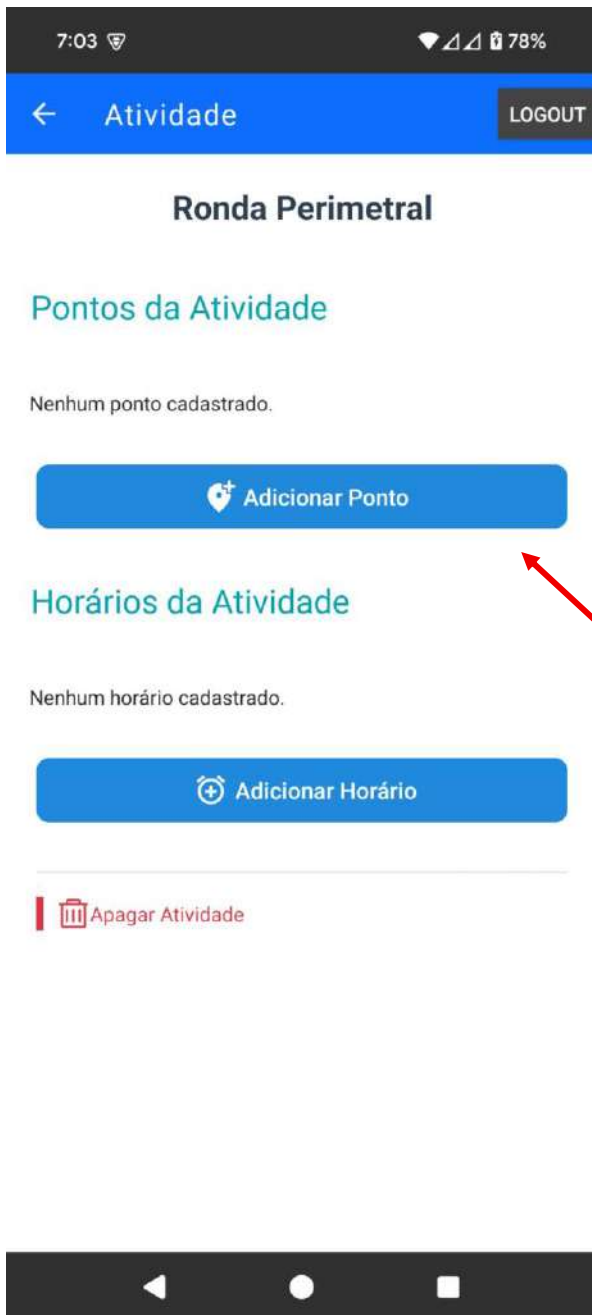 7:03 78%
Atividade LOGOUT
Ronda Perimetral
Pontos da Atividade
Nenhum ponto cadastrado.
Adicionar Ponto
Horários da Atividade
Nenhum horário cadastrado.
Adicionar Horário
Apagar Atividade